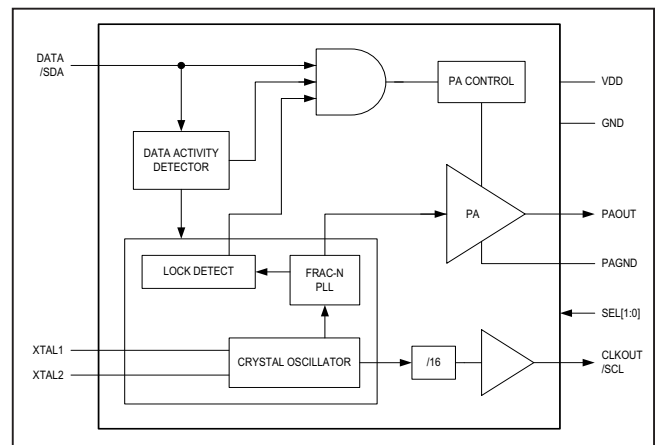 DATA
/SDA
PA CONTROL
VDD
GND
DATA ACTIVITY
DETECTOR
PA
PAOUT
LOCK DETECT
FRAC-N
PLL
PAGND
SEL[1:0]
XTAL1
XTAL2
CRYSTAL OSCILLATOR
/16
CLKOUT
/SCL